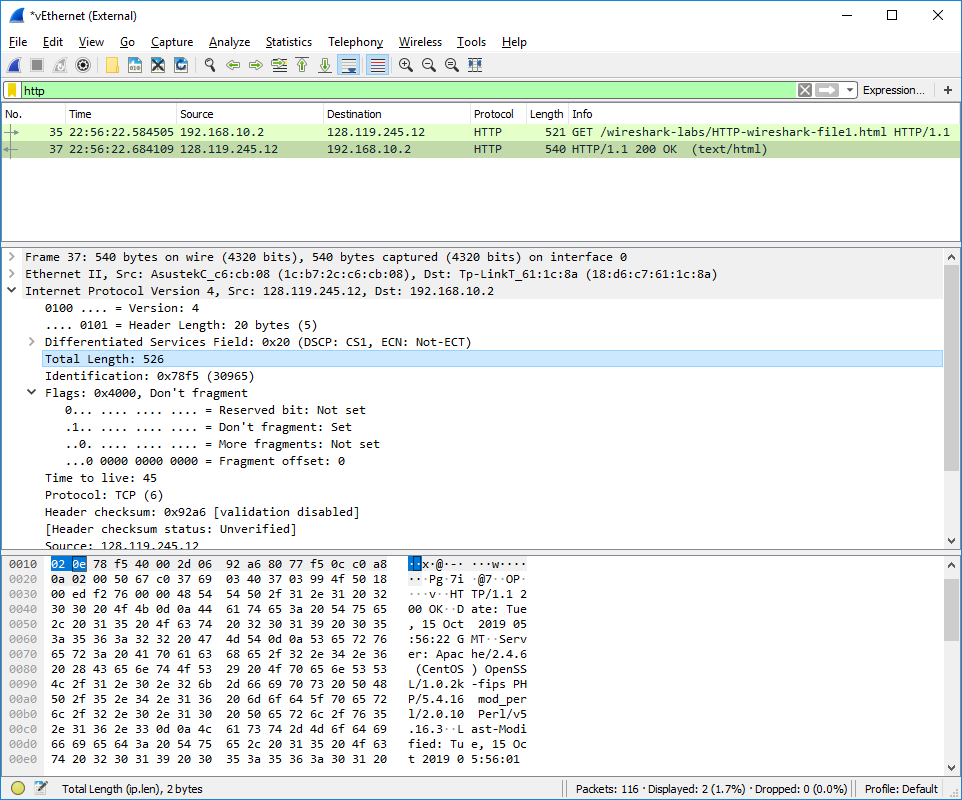 *vEthernet (External)
File Edit View Go Capture Analyze Statistics Telephony Wireless Tools Help
http Expression... +
No. Time Source Destination Protocol Length Info
35 22:56:22.584505 192.168.10.2 128.119.245.12 HTTP 521 GET /wireshark-labs/HTTP-wireshark-file1.html HTTP/1.1
37 22:56:22.684109 128.119.245.12 192.168.10.2 HTTP 540 HTTP/1.1 200 OK (text/html)
Frame 37: 540 bytes on wire (4320 bits), 540 bytes captured (4320 bits) on interface 0
Ethernet II, Src: AsustekC_c6:cb:08 (1c:b7:2c:c6:cb:08), Dst: Tp-LinkT_61:1c:8a (18:d6:c7:61:1c:8a)
Internet Protocol Version 4, Src: 128.119.245.12, Dst: 192.168.10.2
0100 .... = Version: 4
.... 0101 = Header Length: 20 bytes (5)
Differentiated Services Field: 0x20 (DSCP: CS1, ECN: Not-ECT)
Total Length: 526
Identification: 0x78f5 (30965)
Flags: 0x4000, Don't fragment
0... .... .... .... = Reserved bit: Not set
.1.. .... .... .... = Don't fragment: Set
..0. .... .... .... = More fragments: Not set
...0 0000 0000 0000 = Fragment offset: 0
Time to live: 45
Protocol: TCP (6)
Header checksum: 0x92a6 [validation disabled]
[Header checksum status: Unverified]
Source: 128.119.245.12
0010 02 0e 78 f5 40 00 2d 06 92 a6 80 77 f5 0c c0 a8 ··x·@·-· ···w····
0020 0a 02 00 50 67 c0 37 69 03 40 37 03 99 4f 50 18 ···Pg·7i ·@7··OP·
0030 00 ed f2 76 00 00 48 54 54 50 2f 31 2e 31 20 32 ···v··HT TP/1.1 2
0040 30 30 20 4f 4b 0d 0a 44 61 74 65 3a 20 54 75 65 00 OK··D ate: Tue
0050 2c 20 31 35 20 4f 63 74 20 32 30 31 39 20 30 35 , 15 Oct 2019 05
0060 3a 35 36 3a 32 32 20 47 4d 54 0d 0a 53 65 72 76 :56:22 G MT··Serv
0070 65 72 3a 20 41 70 61 63 68 65 2f 32 2e 34 2e 36 er: Apac he/2.4.6
0080 20 28 43 65 6e 74 4f 53 29 20 4f 70 65 6e 53 53 (CentOS ) OpenSS
0090 4c 2f 31 2e 30 2e 32 6b 2d 66 69 70 73 20 50 48 L/1.0.2k -fips PH
00a0 50 2f 35 2e 34 2e 31 36 20 6d 6f 64 5f 70 65 72 P/5.4.16 mod_per
00b0 6c 2f 32 2e 30 2e 31 30 20 50 65 72 6c 2f 76 35 l/2.0.10 Perl/v5
00c0 2e 31 36 2e 33 0d 0a 4c 61 73 74 2d 4d 6f 64 69 .16.3··L ast-Modi
00d0 66 69 65 64 3a 20 54 75 65 2c 20 31 35 20 4f 63 fied: Tu e, 15 Oc
00e0 74 20 32 30 31 39 20 30 35 3a 35 36 3a 30 31 20 t 2019 0 5:56:01
Total Length (ip.len), 2 bytes Packets: 116 · Displayed: 2 (1.7%) · Dropped: 0 (0.0%) Profile: Default